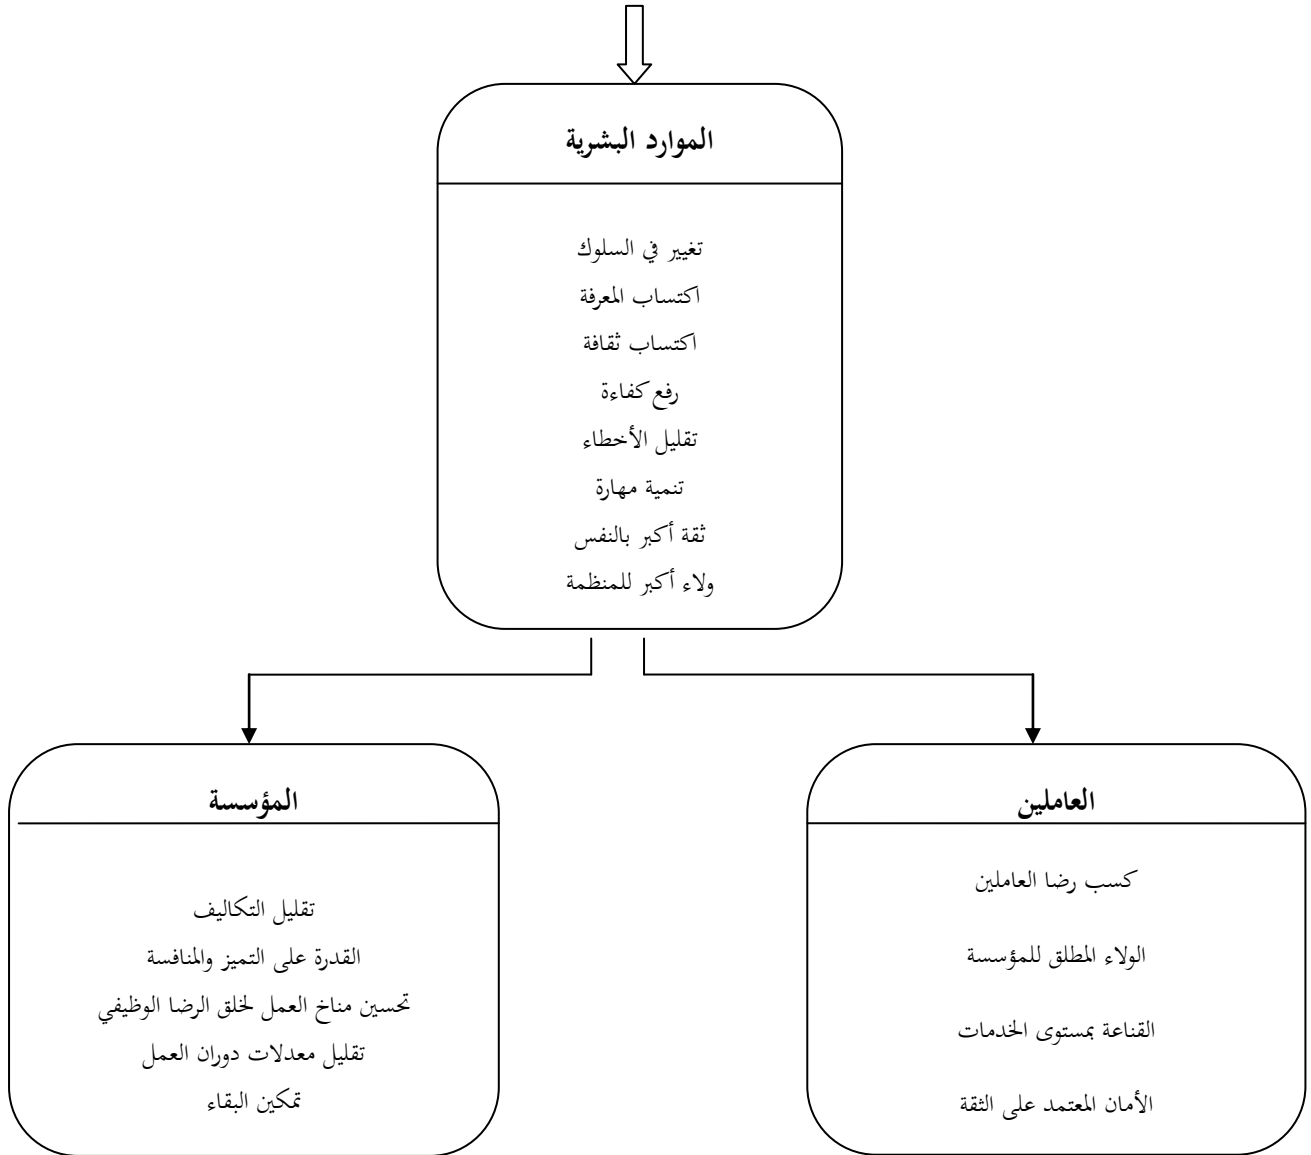 الموارد البشرية
تغيير في السلوك
اكتساب المعرفة
اكتساب ثقافة
رفع كفاءة
تقليل الأخطاء
تنمية مهارة
ثقة أكبر بالنفس
ولاء أكبر للمنظمة
العاملين
كسب رضا العاملين
الولاء المطلق للمؤسسة
القناعة بمستوى الخدمات
الأمان المعتمد على الثقة
المؤسسة
تقليل التكاليف
القدرة على التميز والمنافسة
تحسين مناخ العمل لخلق الرضا الوظيفي
تقليل معدلات دوران العمل
تمكين البقاء